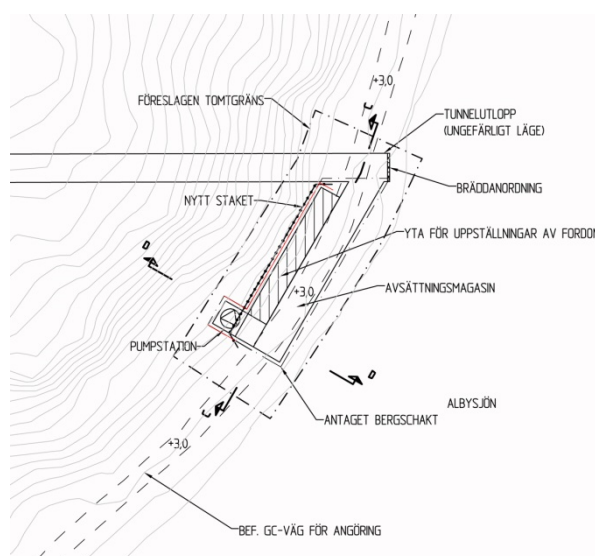 +3,0
FÖRESLAGEN TOMTGRÄNS
TUNNELUTLOPP
(UNGEFÄRLIGT LÄGE)
C
BRÄDDANORDNING
NYTT STAKET
YTA FÖR UPPSTÄLLNINGAR AV FORDON
D
+3,0
AVSÄTTNINGSMAGASIN
PUMPSTATION
D
ALBYSJÖN
C
ANTAGET BERGSCHAKT
+3,0
BEF. GC-VÄG FÖR ANGÖRING